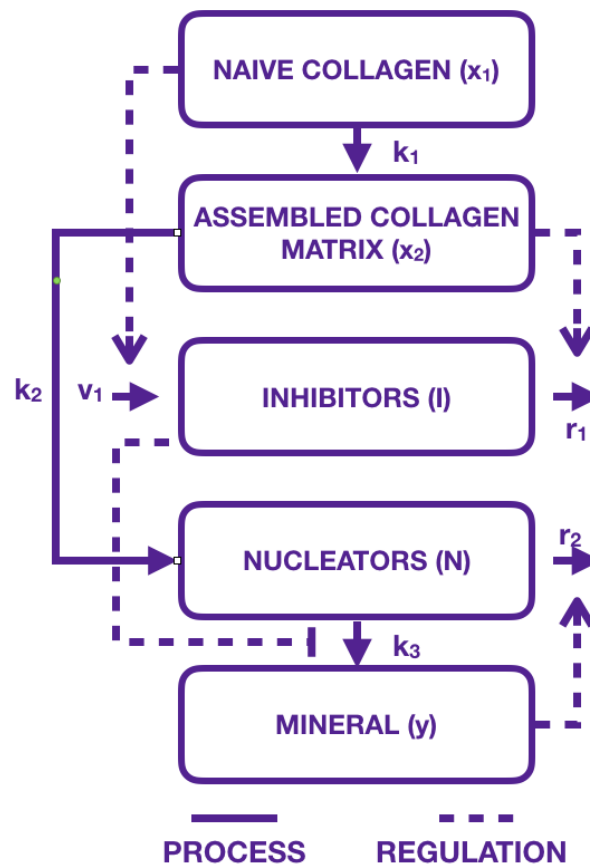 NAIVE COLLAGEN (x₁)
k₁
ASSEMBLED COLLAGEN
MATRIX (x₂)
k₂
v₁
INHIBITORS (I)
r₁
r₂
NUCLEATORS (N)
k₃
MINERAL (y)
PROCESS
REGULATION